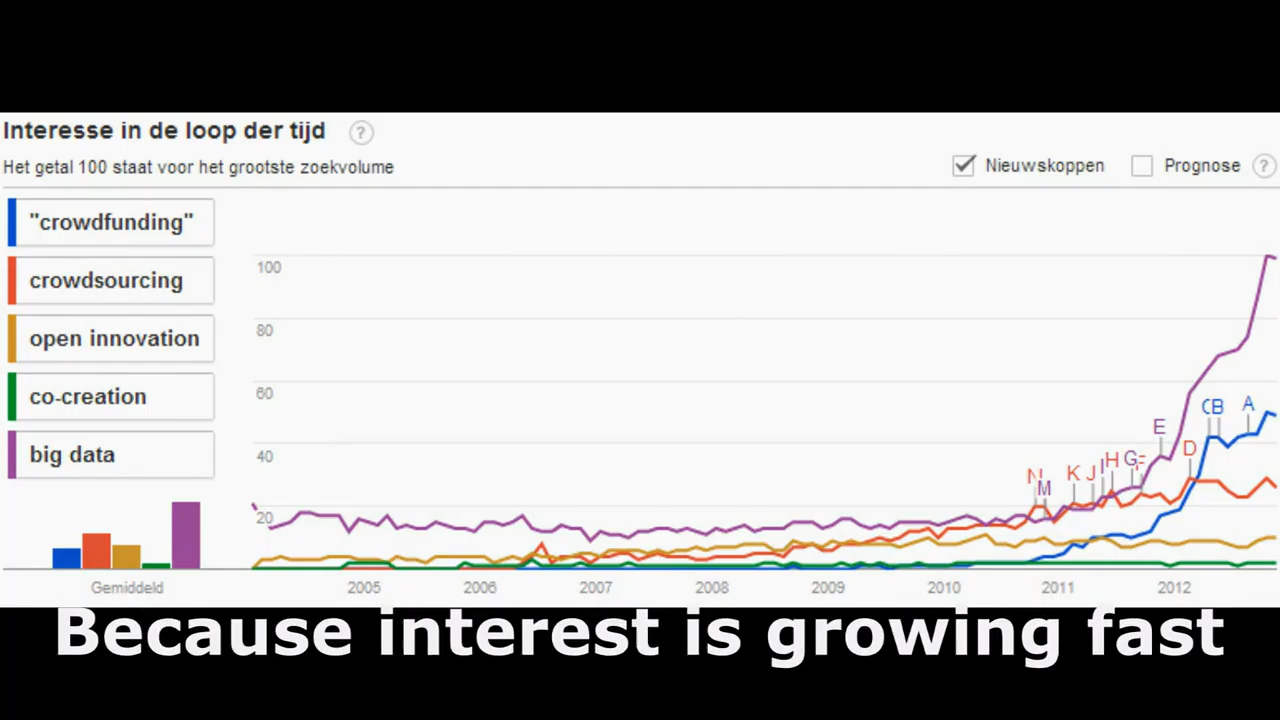 Interesse in de loop der tijd ?
Het getal 100 staat voor het grootste zoekvolume
Nieuwskoppen Prognose ?
"crowdfunding"
crowdsourcing
open innovation
co-creation
big data
100
80
60
40
20
N M K J I H G F E D C B A
Gemiddeld 2005 2006 2007 2008 2009 2010 2011 2012
Because interest is growing fast